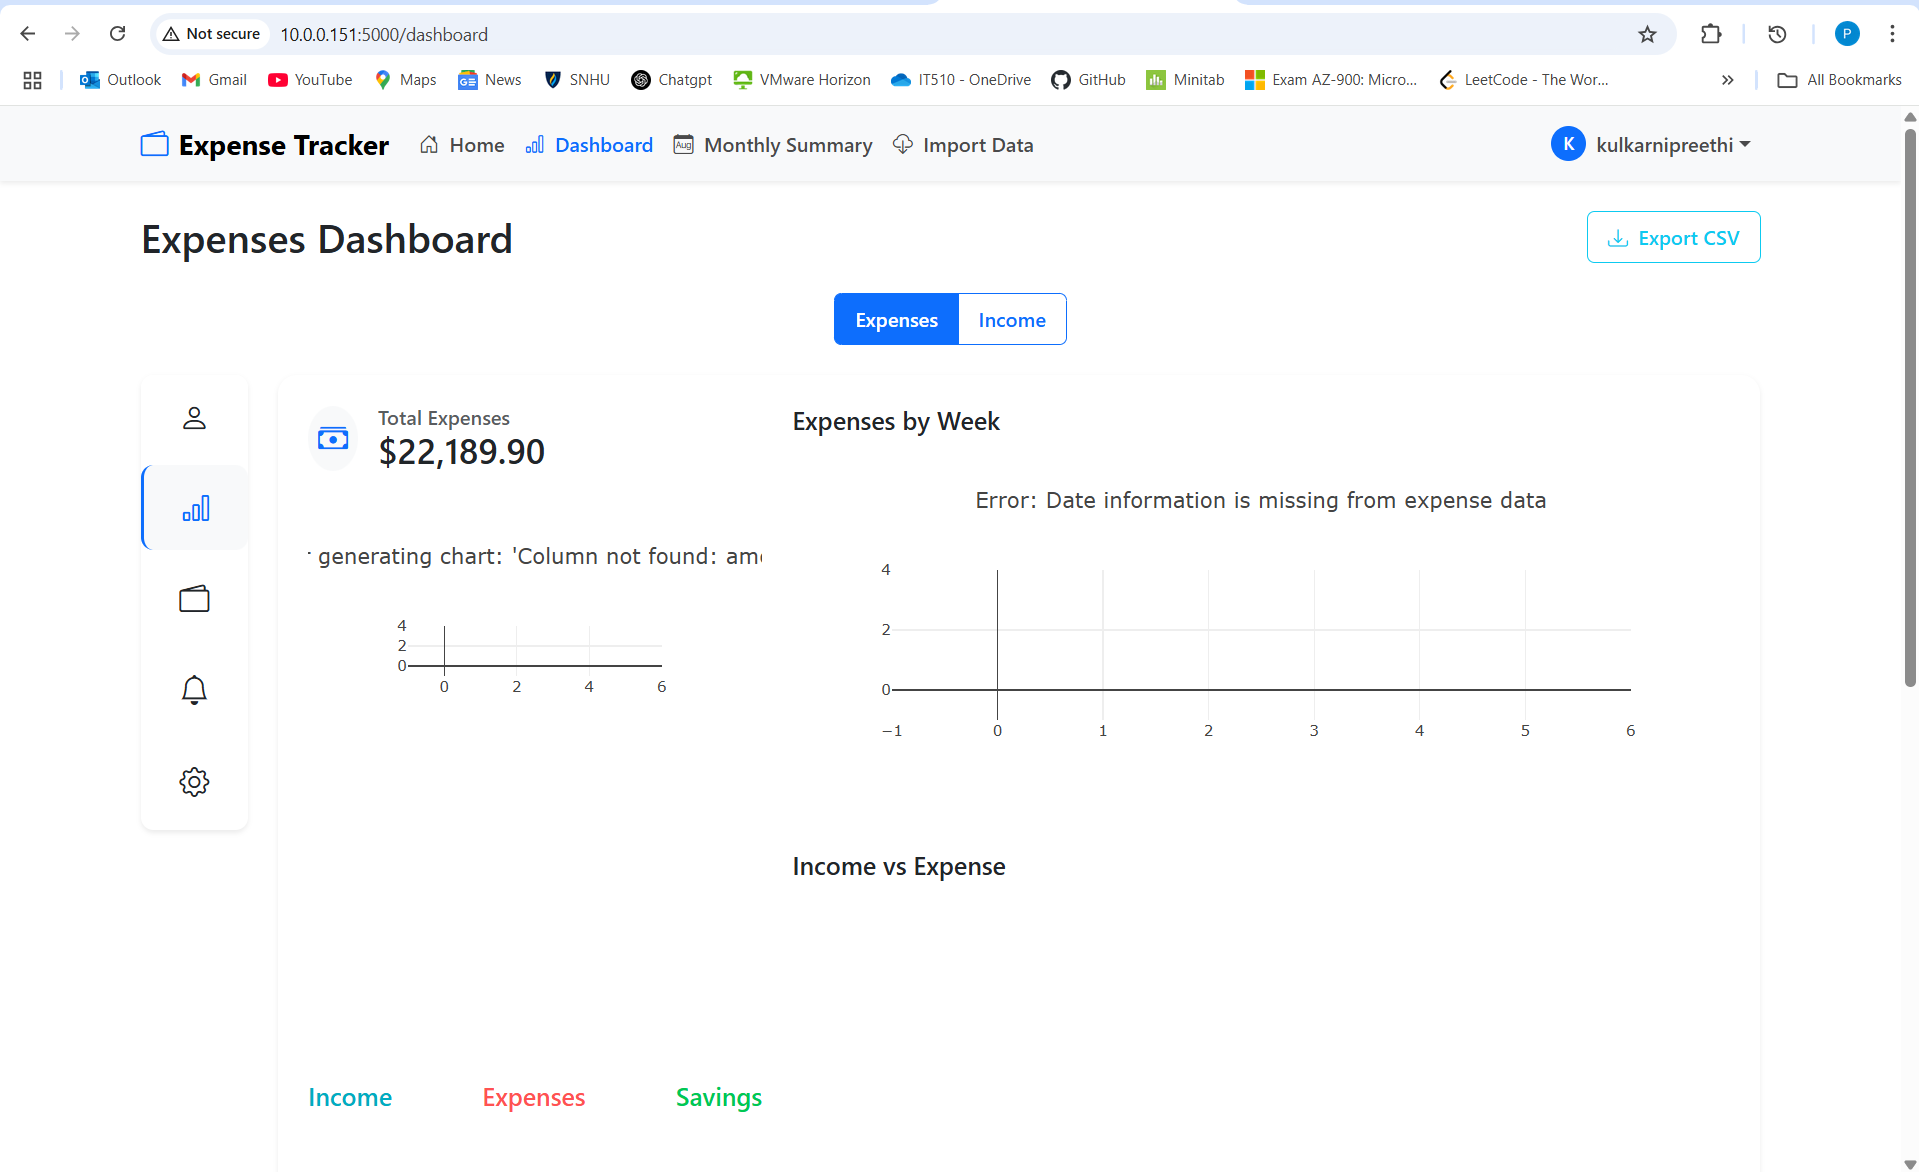 Not secure 10.0.0.151:5000/dashboard P
Outlook Gmail YouTube Maps News SNHU Chatgpt VMware Horizon IT510 - OneDrive GitHub Minitab Exam AZ-900: Micro... LeetCode - The Wor... » All Bookmarks
Expense Tracker Home Dashboard Aug Monthly Summary Import Data K kulkarnipreethi
Expenses Dashboard
Export CSV
Expenses Income
Total Expenses
$22,189.90
Expenses by Week
Error: Date information is missing from expense data
generating chart: 'Column not found: am
4
2
0
0 2 4 6
4
2
0
−1 0 1 2 3 4 5 6
Income vs Expense
Income Expenses Savings